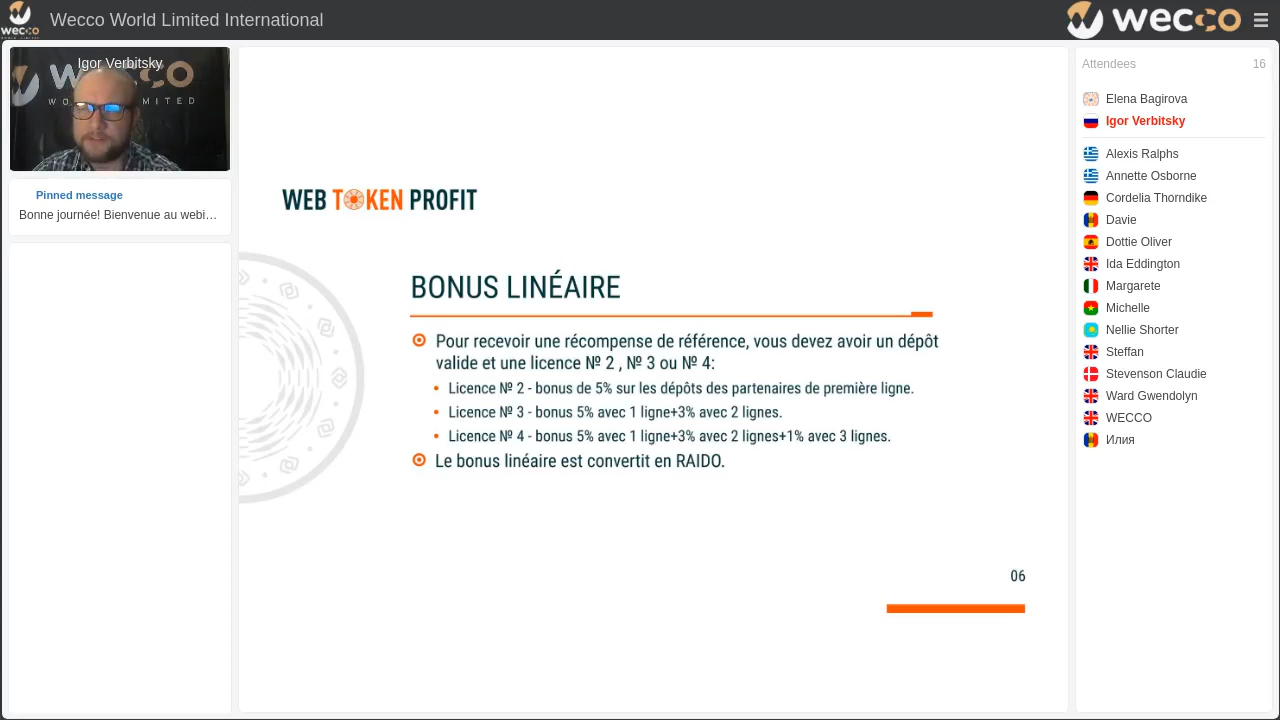 wecco
Wecco World Limited International
wecco
Igor Verbitsky
Pinned message
Bonne journée! Bienvenue au webi…
WEB TOKEN PROFIT
BONUS LINÉAIRE
Pour recevoir une récompense de référence, vous devez avoir un dépôt
valide et une licence № 2 , № 3 ou № 4:
Licence № 2 - bonus de 5% sur les dépôts des partenaires de première ligne.
Licence № 3 - bonus 5% avec 1 ligne+3% avec 2 lignes.
Licence № 4 - bonus 5% avec 1 ligne+3% avec 2 lignes+1% avec 3 lignes.
Le bonus linéaire est convertit en RAIDO.
06
Attendees 16
Elena Bagirova
Igor Verbitsky
Alexis Ralphs
Annette Osborne
Cordelia Thorndike
Davie
Dottie Oliver
Ida Eddington
Margarete
Michelle
Nellie Shorter
Steffan
Stevenson Claudie
Ward Gwendolyn
WECCO
Илия